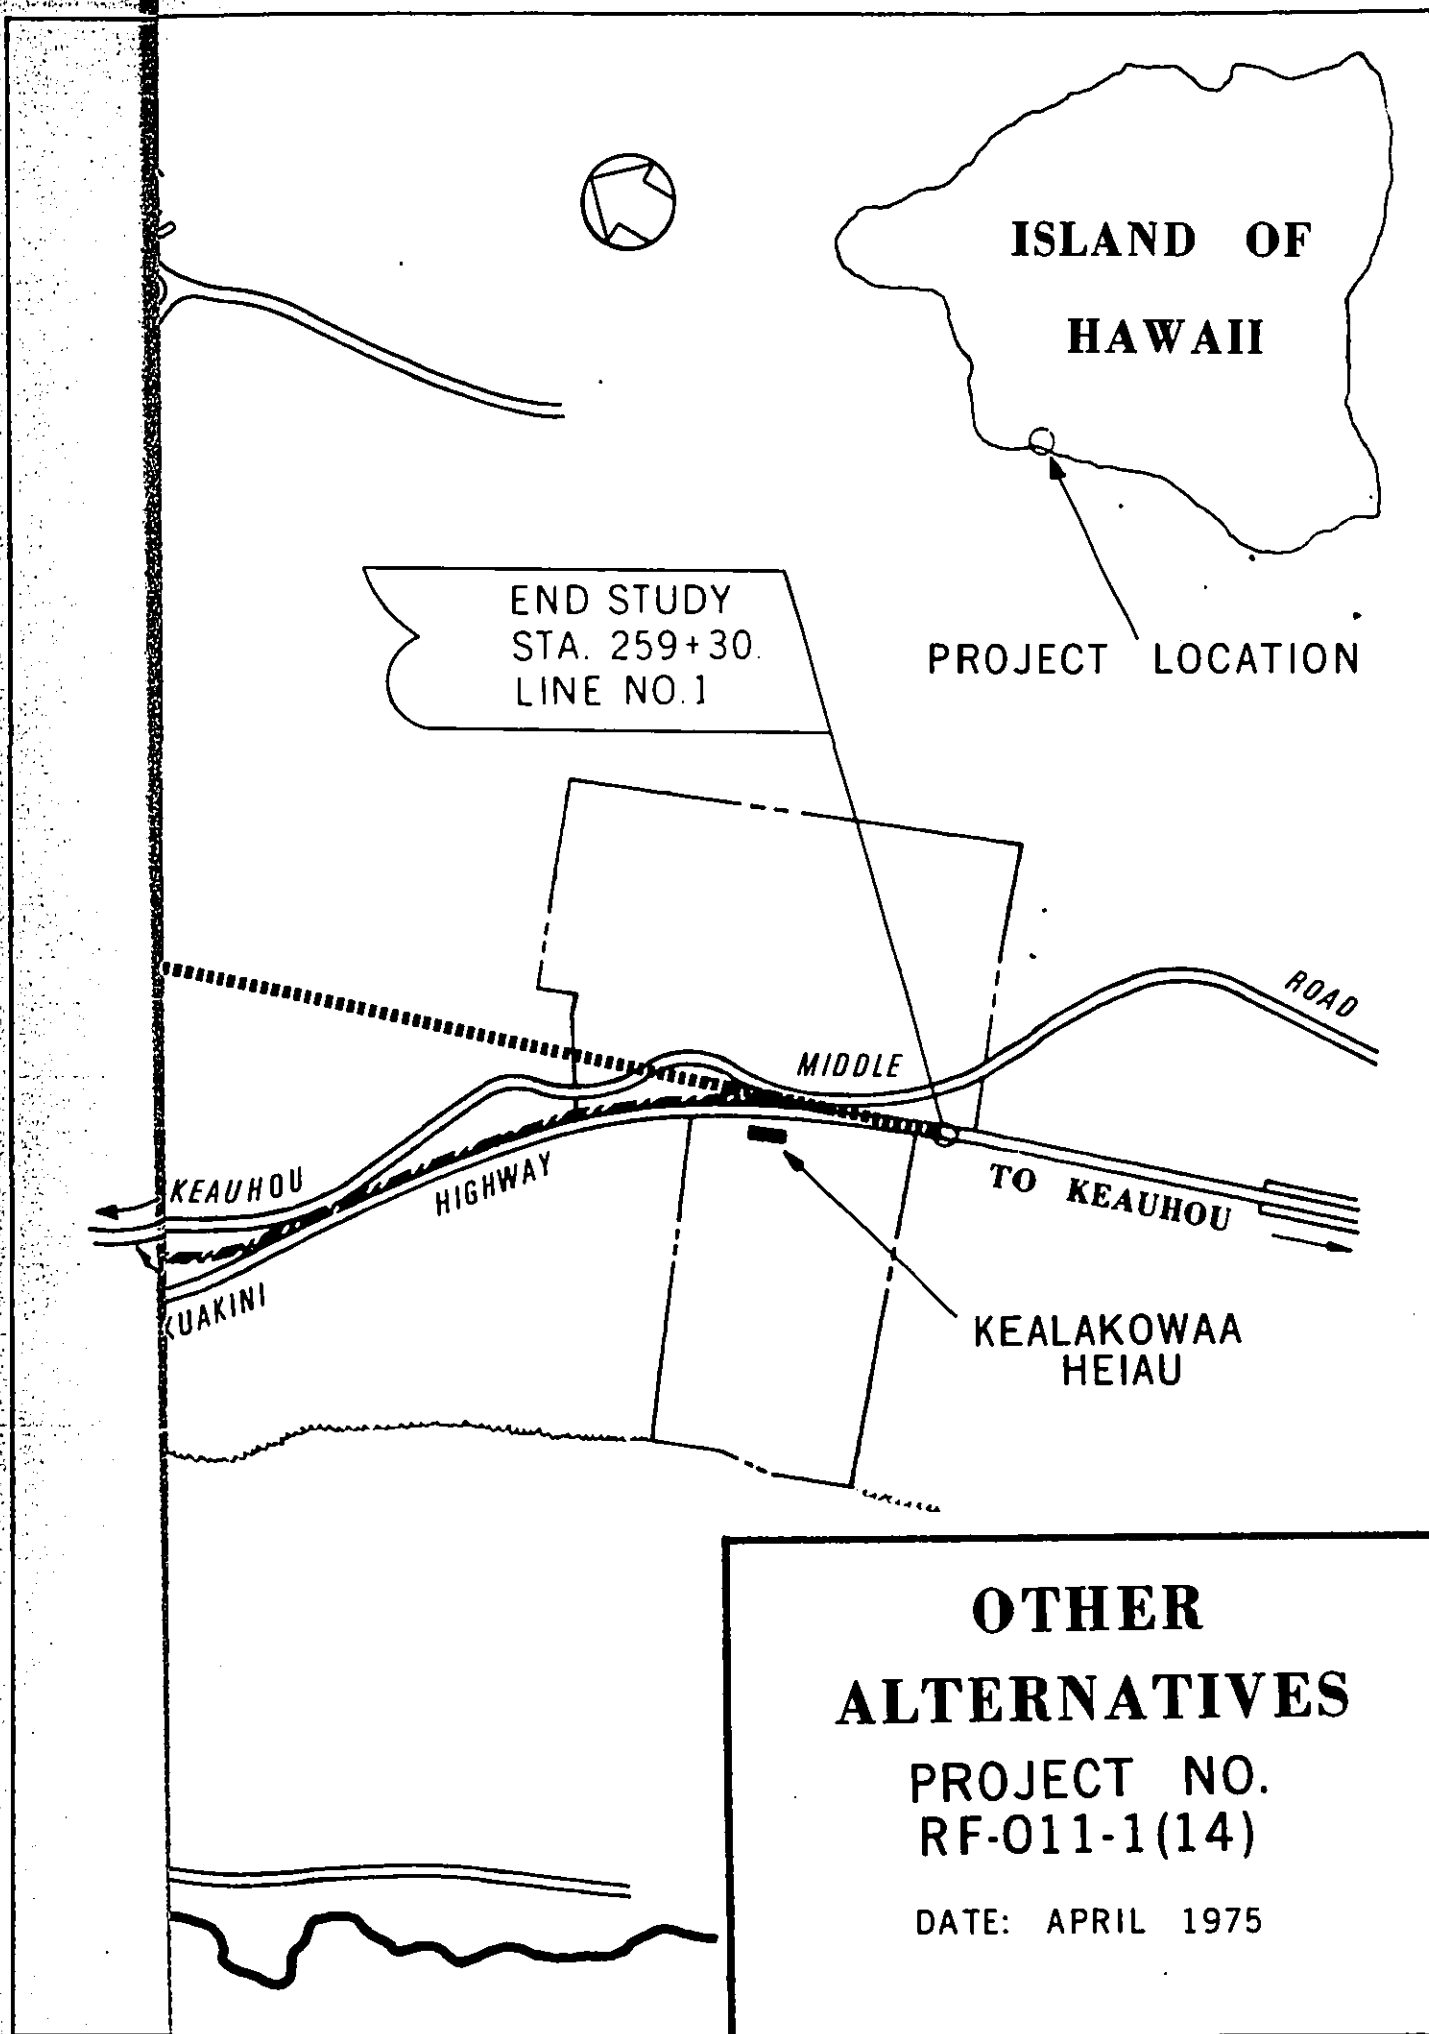 ISLAND OF
HAWAII
PROJECT LOCATION
END STUDY
STA. 259+30.
LINE NO.1
ROAD
MIDDLE
KEAUHOU
HIGHWAY
TO KEAUHOU
KUAKINI
KEALAKOWAA
HEIAU
OTHER
ALTERNATIVES
PROJECT NO.
RF-011-1(14)
DATE: APRIL 1975